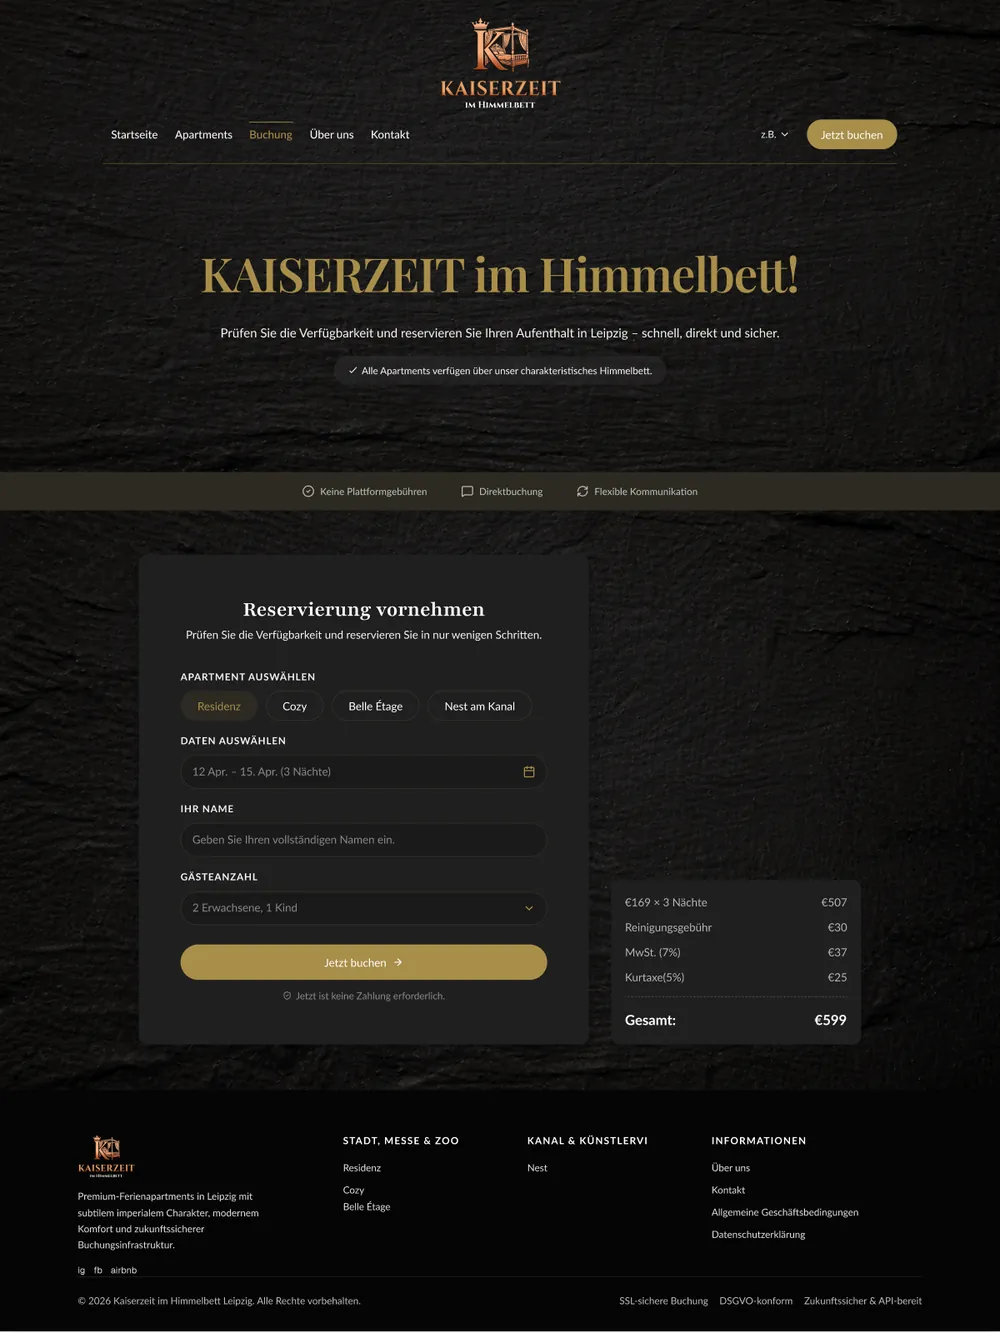 KAISERZEIT
IM HIMMELBETT
Startseite Apartments Buchung Über uns Kontakt z.B. Jetzt buchen
KAISERZEIT im Himmelbett!
Prüfen Sie die Verfügbarkeit und reservieren Sie Ihren Aufenthalt in Leipzig – schnell, direkt und sicher.
Alle Apartments verfügen über unser charakteristisches Himmelbett.
Keine Plattformgebühren Direktbuchung Flexible Kommunikation
Reservierung vornehmen
Prüfen Sie die Verfügbarkeit und reservieren Sie in nur wenigen Schritten.
APARTMENT AUSWÄHLEN
Residenz Cozy Belle Étage Nest am Kanal
DATEN AUSWÄHLEN
12 Apr. – 15. Apr. (3 Nächte)
IHR NAME
Geben Sie Ihren vollständigen Namen ein.
GÄSTEANZAHL
2 Erwachsene, 1 Kind
Jetzt buchen
Jetzt ist keine Zahlung erforderlich.
€169 × 3 Nächte €507
Reinigungsgebühr €30
MwSt. (7%) €37
Kurtaxe(5%) €25
Gesamt: €599
KAISERZEIT
IM HIMMELBETT
Premium-Ferienapartments in Leipzig mit
subtilem imperialem Charakter, modernem
Komfort und zukunftssicherer
Buchungsinfrastruktur.
ig fb airbnb
STADT, MESSE & ZOO
Residenz
Cozy
Belle Étage
KANAL & KÜNSTLERVI
Nest
INFORMATIONEN
Über uns
Kontakt
Allgemeine Geschäftsbedingungen
Datenschutzerklärung
© 2026 Kaiserzeit im Himmelbett Leipzig. Alle Rechte vorbehalten.
SSL-sichere Buchung DSGVO-konform Zukunftssicher & API-bereit